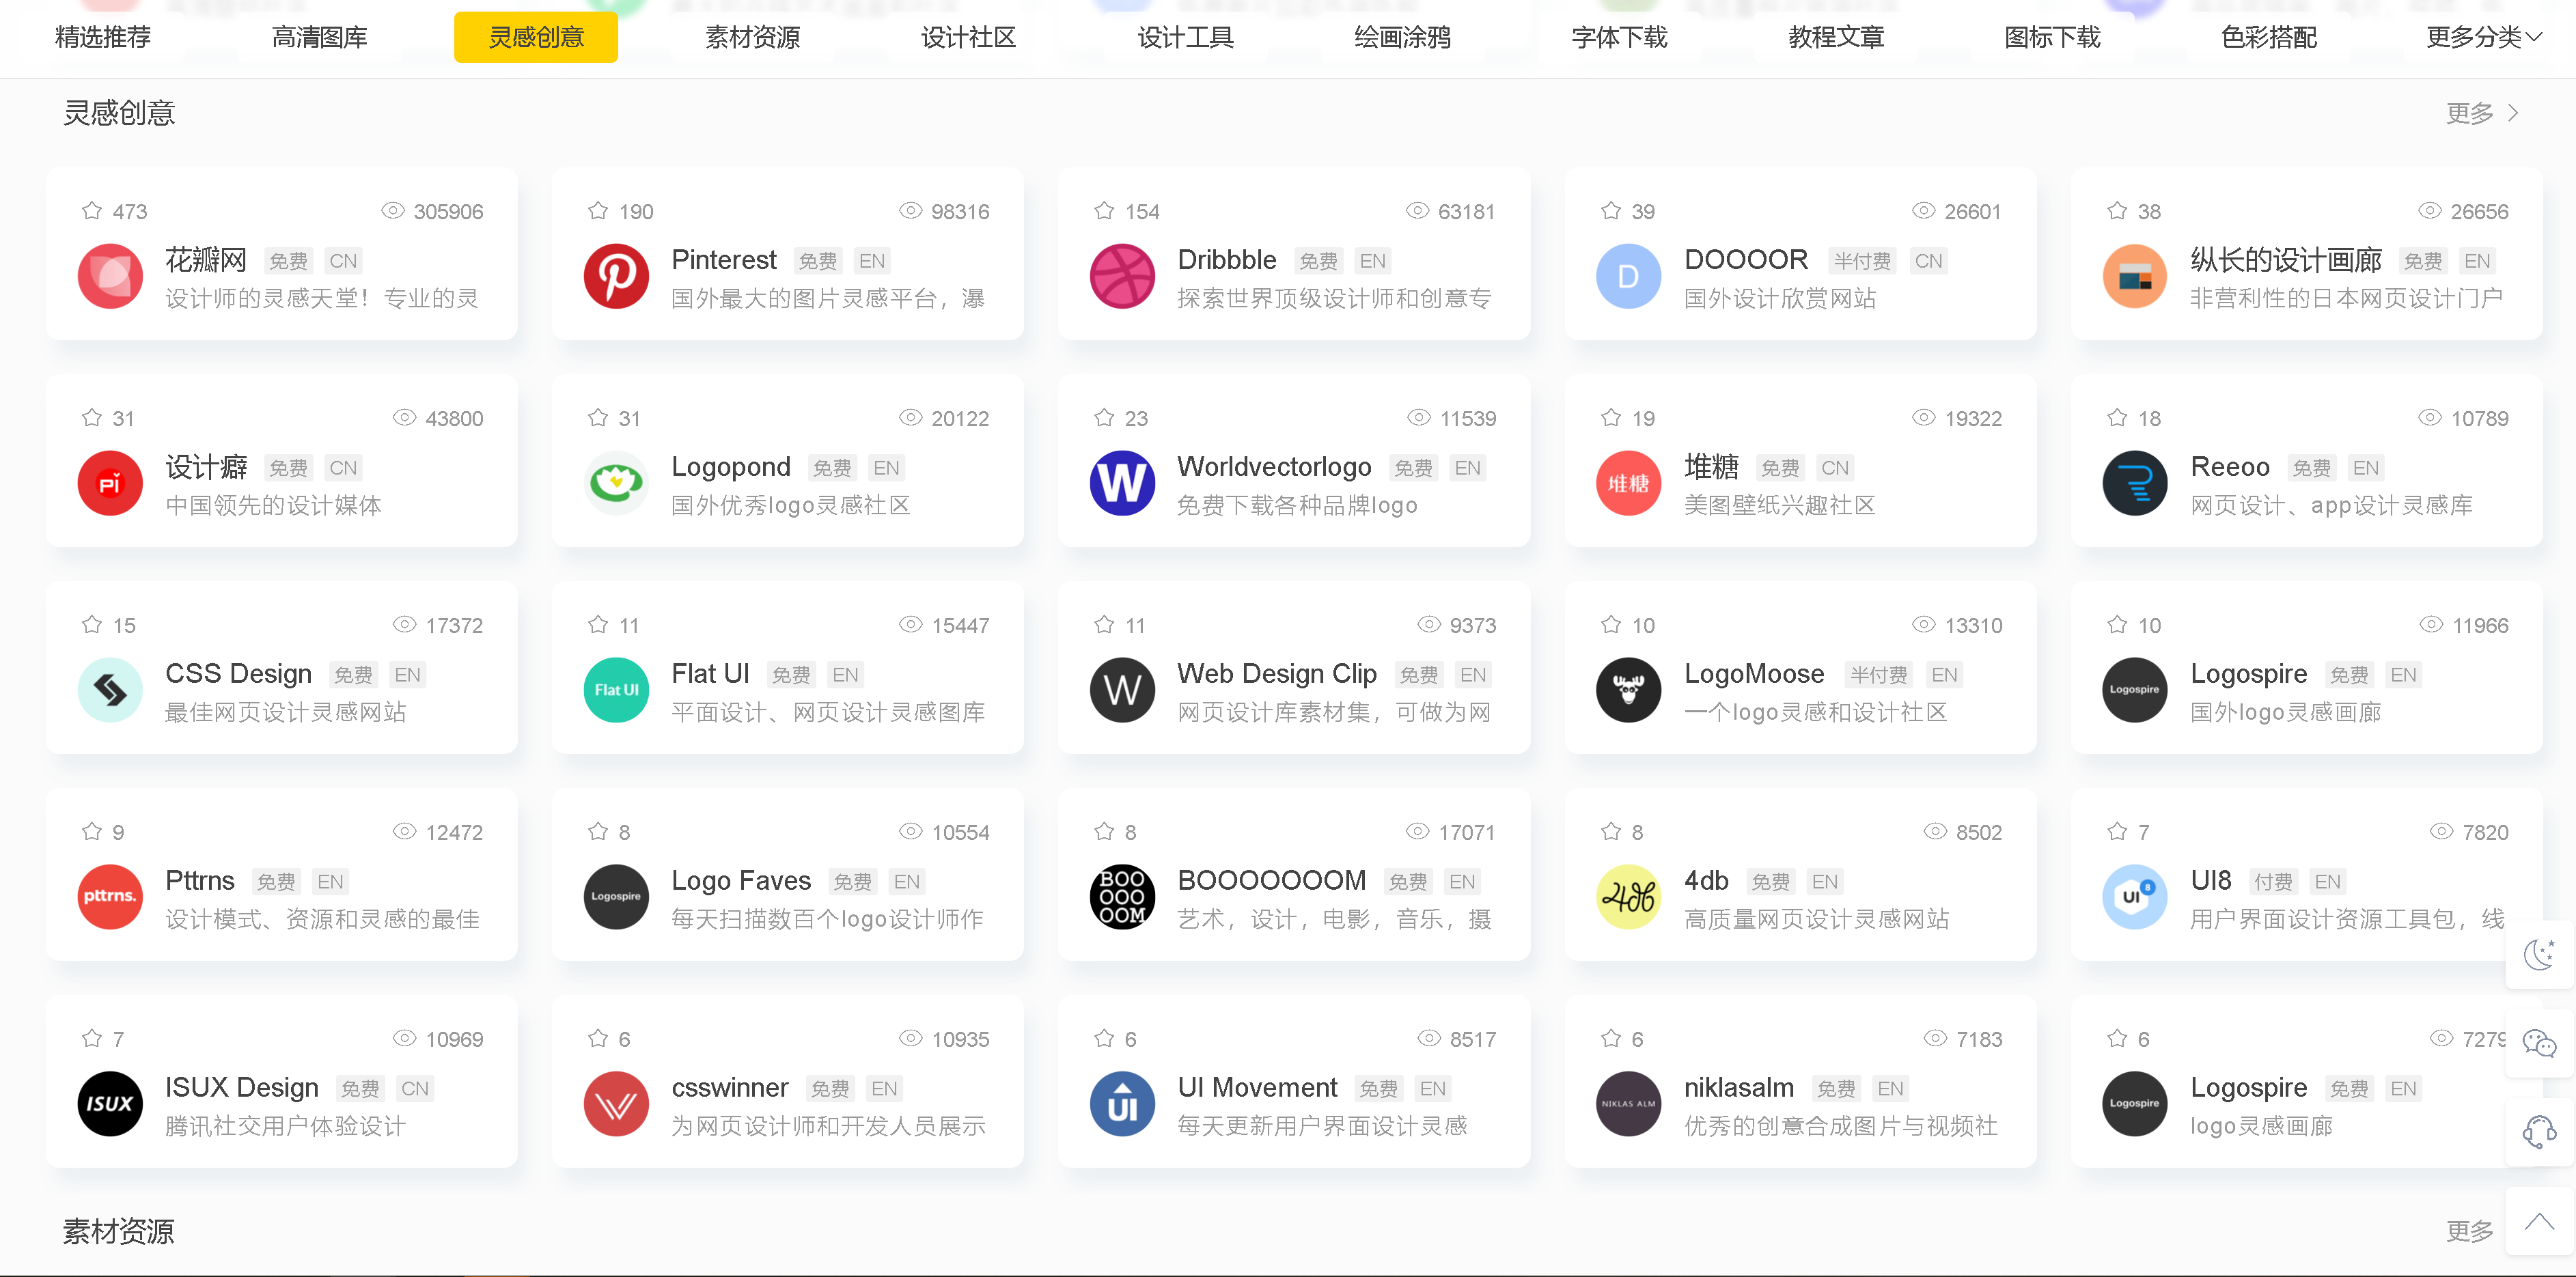 精选推荐 高清图库 灵感创意 素材资源 设计社区 设计工具 绘画涂鸦 字体下载 教程文章 图标下载 色彩搭配 更多分类
灵感创意 更多
473 305906
花瓣网 免费 CN
设计师的灵感天堂！专业的灵
190 98316
Pinterest 免费 EN
国外最大的图片灵感平台，瀑
154 63181
Dribbble 免费 EN
探索世界顶级设计师和创意专
39 26601
D
DOOOOR 半付费 CN
国外设计欣赏网站
38 26656
纵长的设计画廊 免费 EN
非营利性的日本网页设计门户
31 43800
设计癖 免费 CN
中国领先的设计媒体
31 20122
Logopond 免费 EN
国外优秀logo灵感社区
23 11539
W
Worldvectorlogo 免费 EN
免费下载各种品牌logo
19 19322
堆糖
堆糖 免费 CN
美图壁纸兴趣社区
18 10789
Reeoo 免费 EN
网页设计、app设计灵感库
15 17372
CSS Design 免费 EN
最佳网页设计灵感网站
11 15447
Flat UI
Flat UI 免费 EN
平面设计、网页设计灵感图库
11 9373
W
Web Design Clip 免费 EN
网页设计库素材集，可做为网
10 13310
LogoMoose 半付费 EN
一个logo灵感和设计社区
10 11966
Logospire
Logospire 免费 EN
国外logo灵感画廊
9 12472
pttrns.
Pttrns 免费 EN
设计模式、资源和灵感的最佳
8 10554
Logospire
Logo Faves 免费 EN
每天扫描数百个logo设计师作
8 17071
BOO
OOO
OOM
BOOOOOOOM 免费 EN
艺术，设计，电影，音乐，摄
8 8502
4db
4db 免费 EN
高质量网页设计灵感网站
7 7820
UI 8
UI8 付费 EN
用户界面设计资源工具包，线
7 10969
ISUX
ISUX Design 免费 CN
腾讯社交用户体验设计
6 10935
csswinner 免费 EN
为网页设计师和开发人员展示
6 8517
UI
UI Movement 免费 EN
每天更新用户界面设计灵感
6 7183
NIKLAS ALM
niklasalm 免费 EN
优秀的创意合成图片与视频社
6 7279
Logospire
Logospire 免费 EN
logo灵感画廊
素材资源 更多